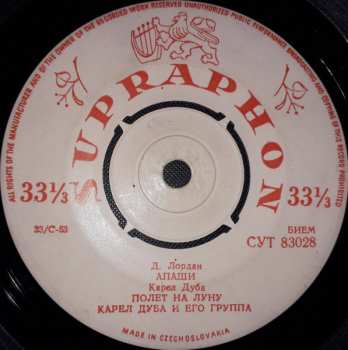 ALL RIGHTS OF THE MANUFACTURER AND OF THE OWNER OF THE RECORDED WORK RESERVED UNAUTHORIZED PUBLIC PERFORMANCE BROADCASTING AND COPYING OF THIS RECORD PROHIBITED
SUPRAPHON
33⅓ 33⅓
33/C-53
БИЕМ
СУТ 83028
Д. Лордан
АПАШИ
Карел Дуба
ПОЛЕТ НА ЛУНУ
КАРЕЛ ДУБА И ЕГО ГРУППА
MADE IN CZECHOSLOVAKIA